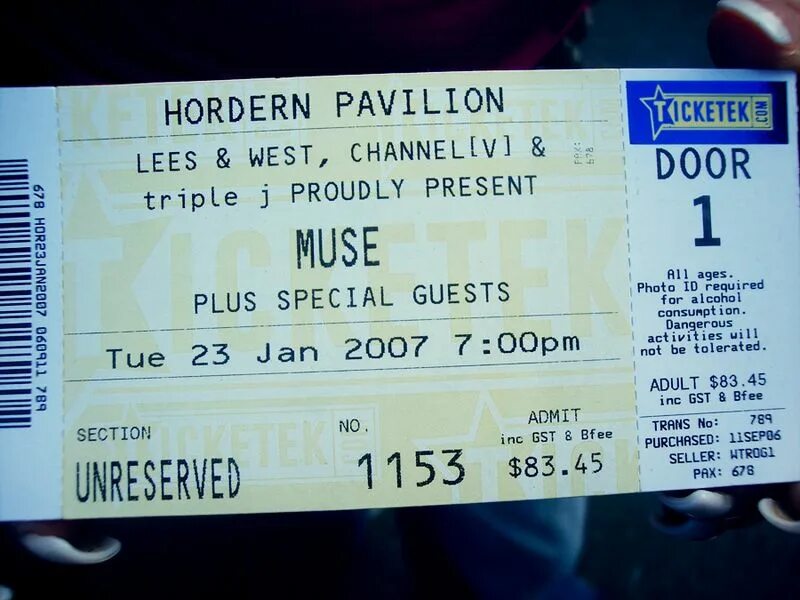 678 HOR23JAN2007 060911 789
HORDERN PAVILION
LEES & WEST, CHANNEL[V] &
triple j PROUDLY PRESENT
MUSE
PLUS SPECIAL GUESTS
Tue 23 Jan 2007 7:00pm
SECTION
UNRESERVED
NO.
1153
ADMIT
inc GST & Bfee
$83.45
PAX:
678
TICKETEK.COM
DOOR
1
All ages.
Photo ID required
for alcohol
consumption.
Dangerous
activities will
not be tolerated.
ADULT $83.45
inc GST & Bfee
TRANS No: 789
PURCHASED: 11SEP06
SELLER: WTROG1
PAX: 678